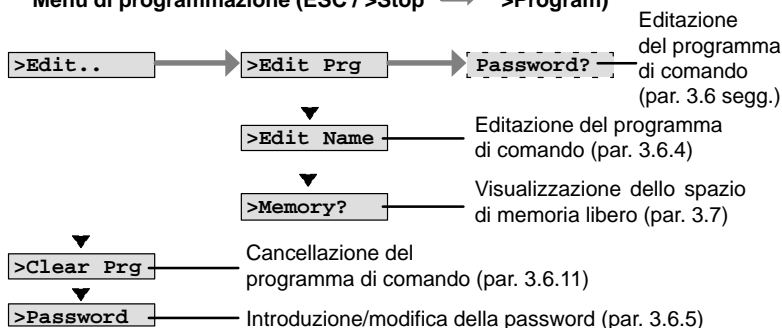 Menu di programmazione (ESC / >Stop → >Program)
>Edit..
>Edit Prg
Password?
Editazione
del programma
di comando
(par. 3.6 segg.)
>Edit Name
Editazione del programma
di comando (par. 3.6.4)
>Memory?
Visualizzazione dello spazio
di memoria libero (par. 3.7)
>Clear Prg
Cancellazione del
programma di comando (par. 3.6.11)
>Password
Introduzione/modifica della password (par. 3.6.5)